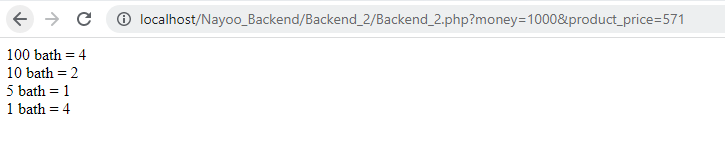 localhost/Nayoo_Backend/Backend_2/Backend_2.php?money=1000&product_price=571
100 bath = 4
10 bath = 2
5 bath = 1
1 bath = 4